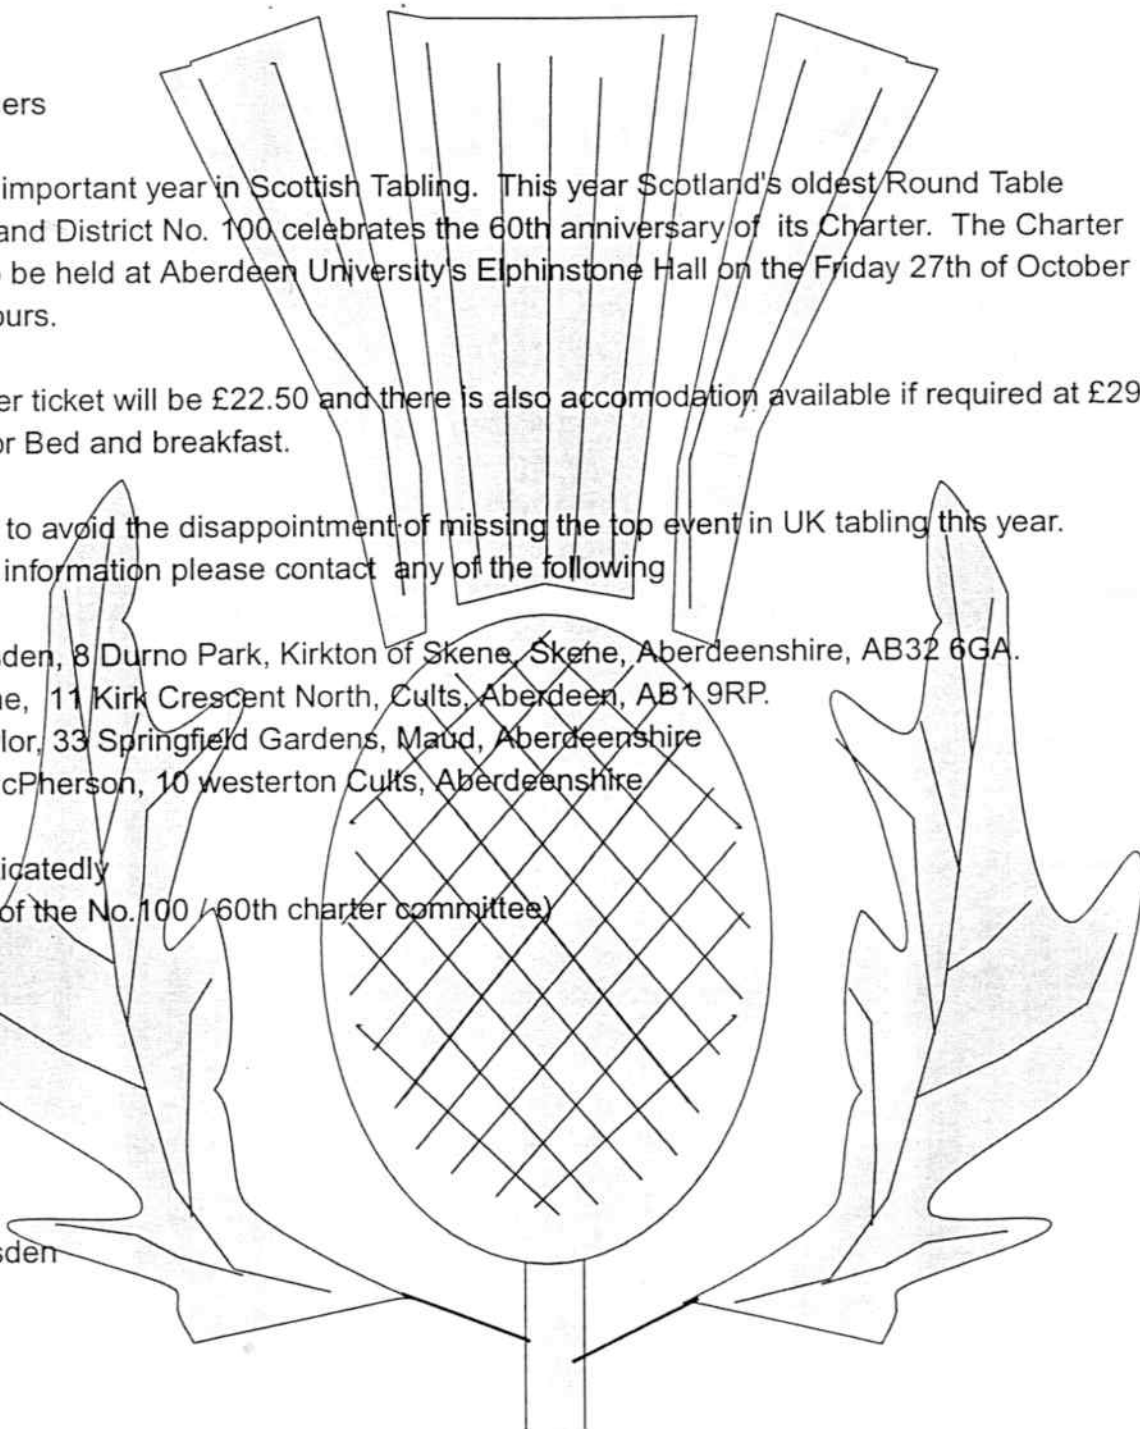 ers
important year in Scottish Tabling. This year Scotland's oldest Round Table
and District No. 100 celebrates the 60th anniversary of its Charter. The Charter
be held at Aberdeen University's Elphinstone Hall on the Friday 27th of October
ours.
er ticket will be £22.50 and there is also accomodation available if required at £29
or Bed and breakfast.
to avoid the disappointment of missing the top event in UK tabling this year.
information please contact any of the following
den, 8 Durno Park, Kirkton of Skene, Skene, Aberdeenshire, AB32 6GA.
ne, 11 Kirk Crescent North, Cults, Aberdeen, AB1 9RP.
lor, 33 Springfield Gardens, Maud, Aberdeenshire
cPherson, 10 westerton Cults, Aberdeenshire
icatedly
of the No.100 / 60th charter committee)
sden